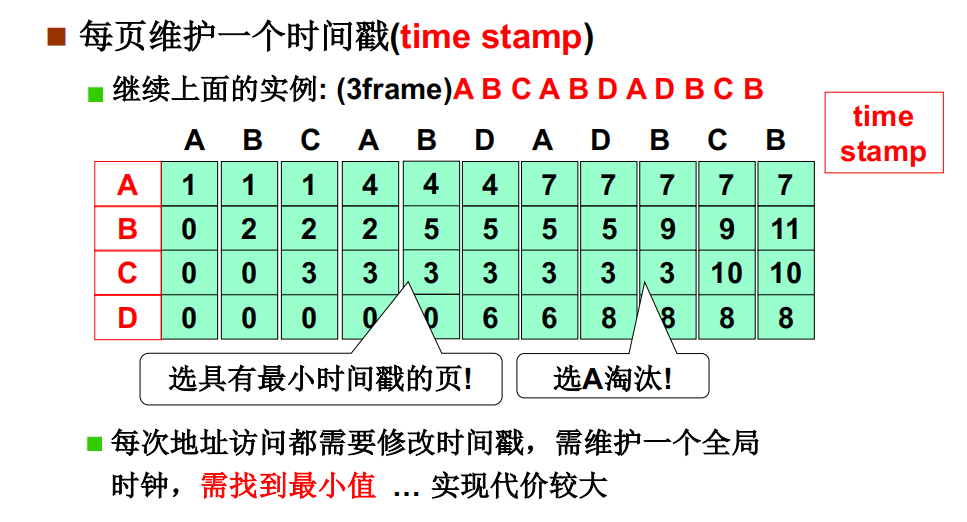 每页维护一个时间戳(time stamp)
继续上面的实例: (3frame)A B C A B D A D B C B
time
stamp
A B C A B D A D B C B
A 1 1 1 4 4 4 7 7 7 7 7
B 0 2 2 2 5 5 5 5 9 9 11
C 0 0 3 3 3 3 3 3 3 10 10
D 0 0 0 0 0 6 6 8 8 8 8
选具有最小时间戳的页!
选A淘汰!
每次地址访问都需要修改时间戳，需维护一个全局
时钟，需找到最小值 … 实现代价较大